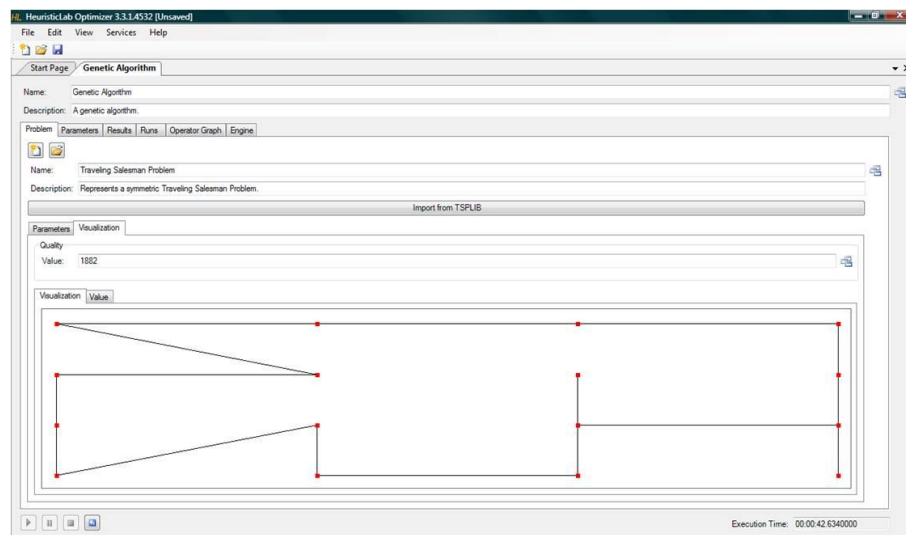 HL HeuristicLab Optimizer 3.3.1.4532 [Unsaved]
File Edit View Services Help
Start Page Genetic Algorithm
Name: Genetic Algorithm
Description: A genetic algorithm.
Problem Parameters Results Runs Operator Graph Engine
Name: Traveling Salesman Problem
Description: Represents a symmetric Traveling Salesman Problem.
Import from TSPLIB
Parameters Visualization
Quality
Value: 1882
Visualization Value
Execution Time: 00:00:42.6340000